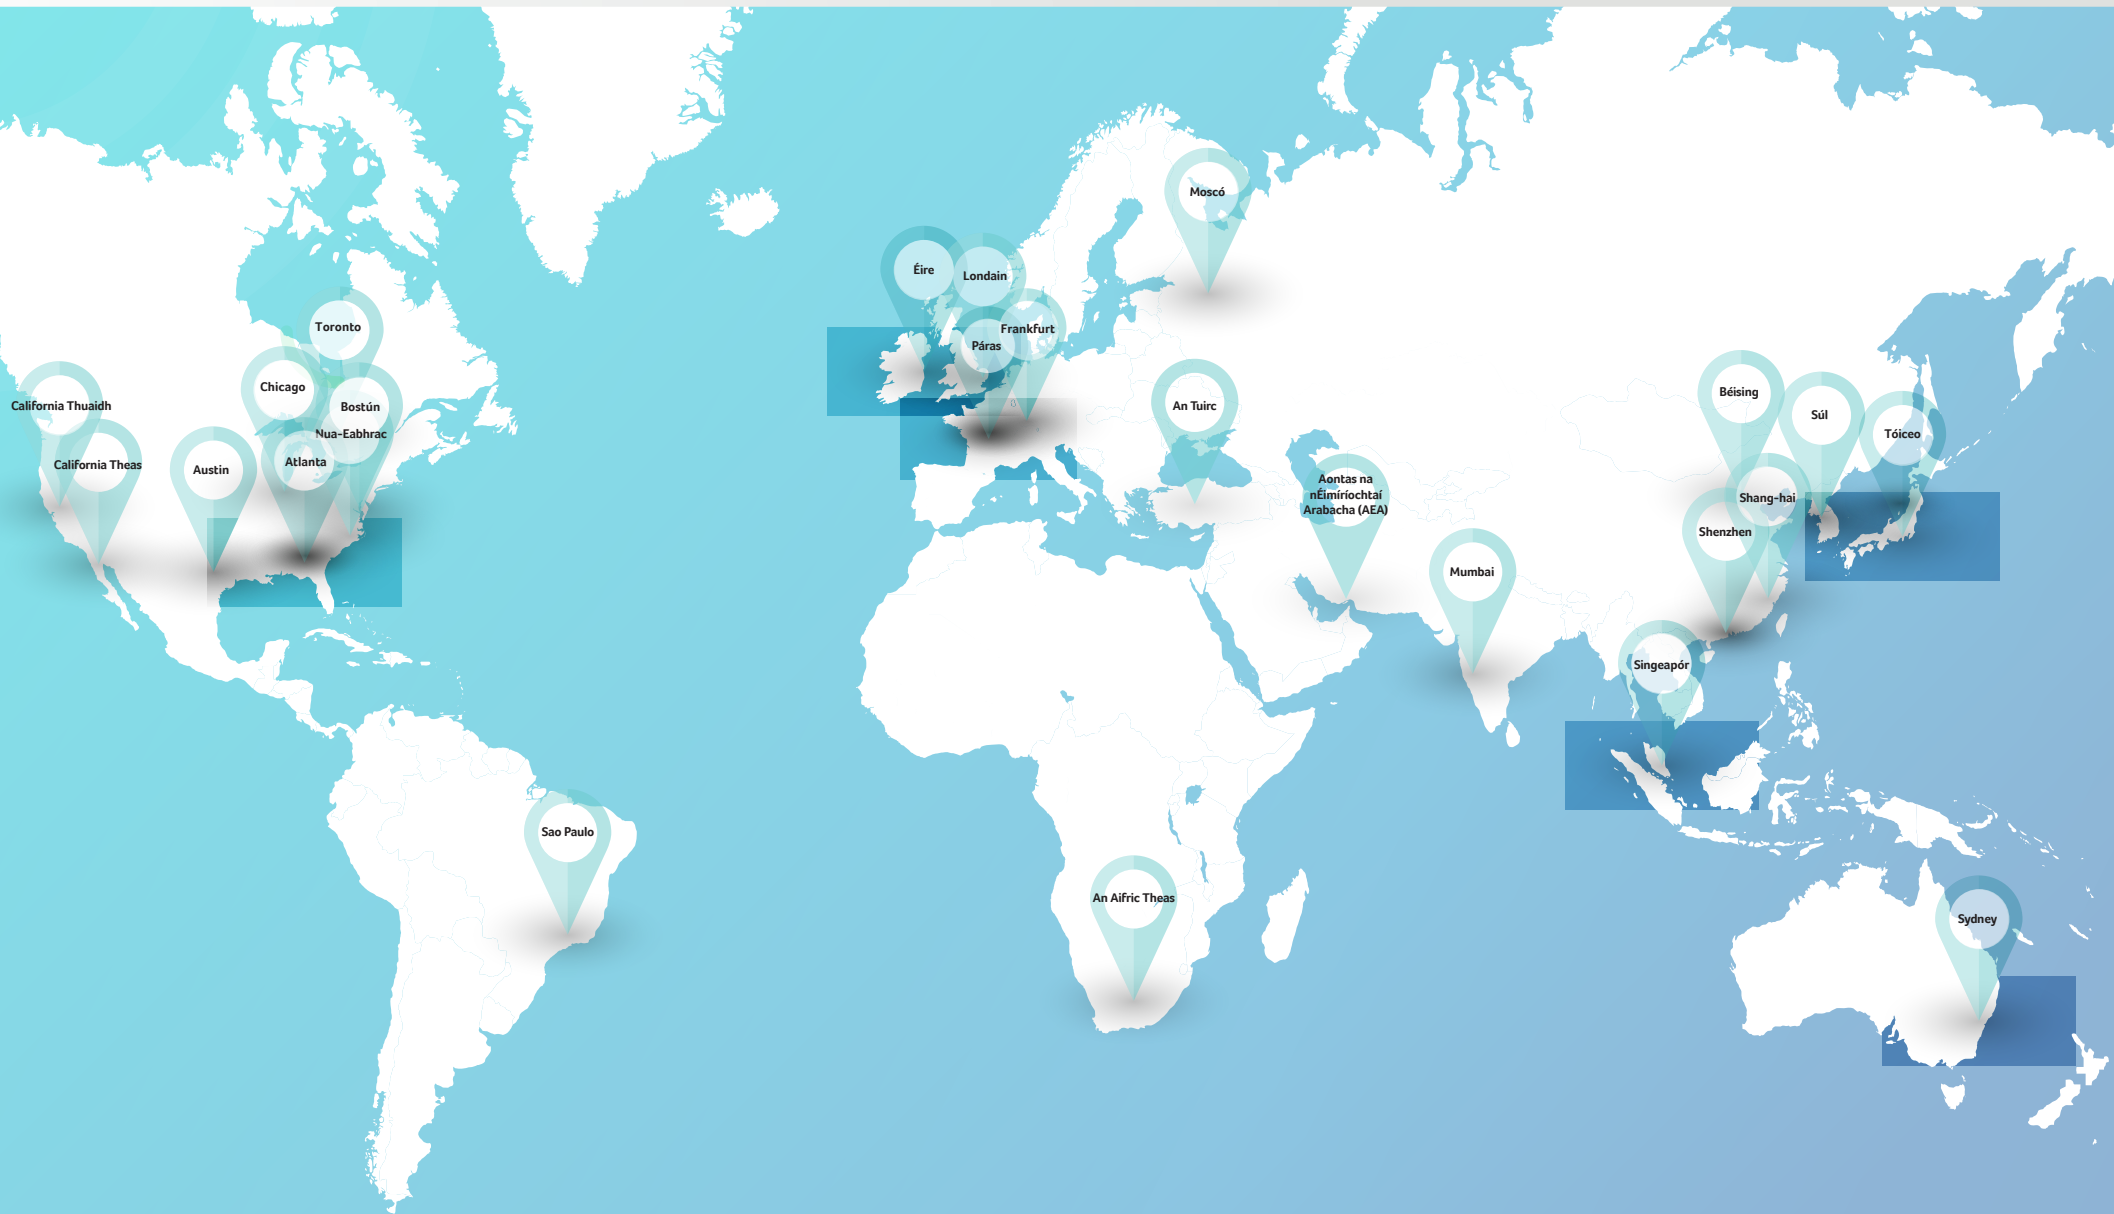 Moscó
Éire
Londain
Toronto
Frankfurt
Páras
Chicago
Béising
California Thuaidh
Bostún
An Tuirc
Súl
Nua-Eabhrac
Tóiceo
Atlanta
California Theas
Austin
Aontas na
nÉimíríochtaí
Arabacha (AEA)
Shang-hai
Shenzhen
Mumbai
Singeapór
Sao Paulo
An Aifric Theas
Sydney